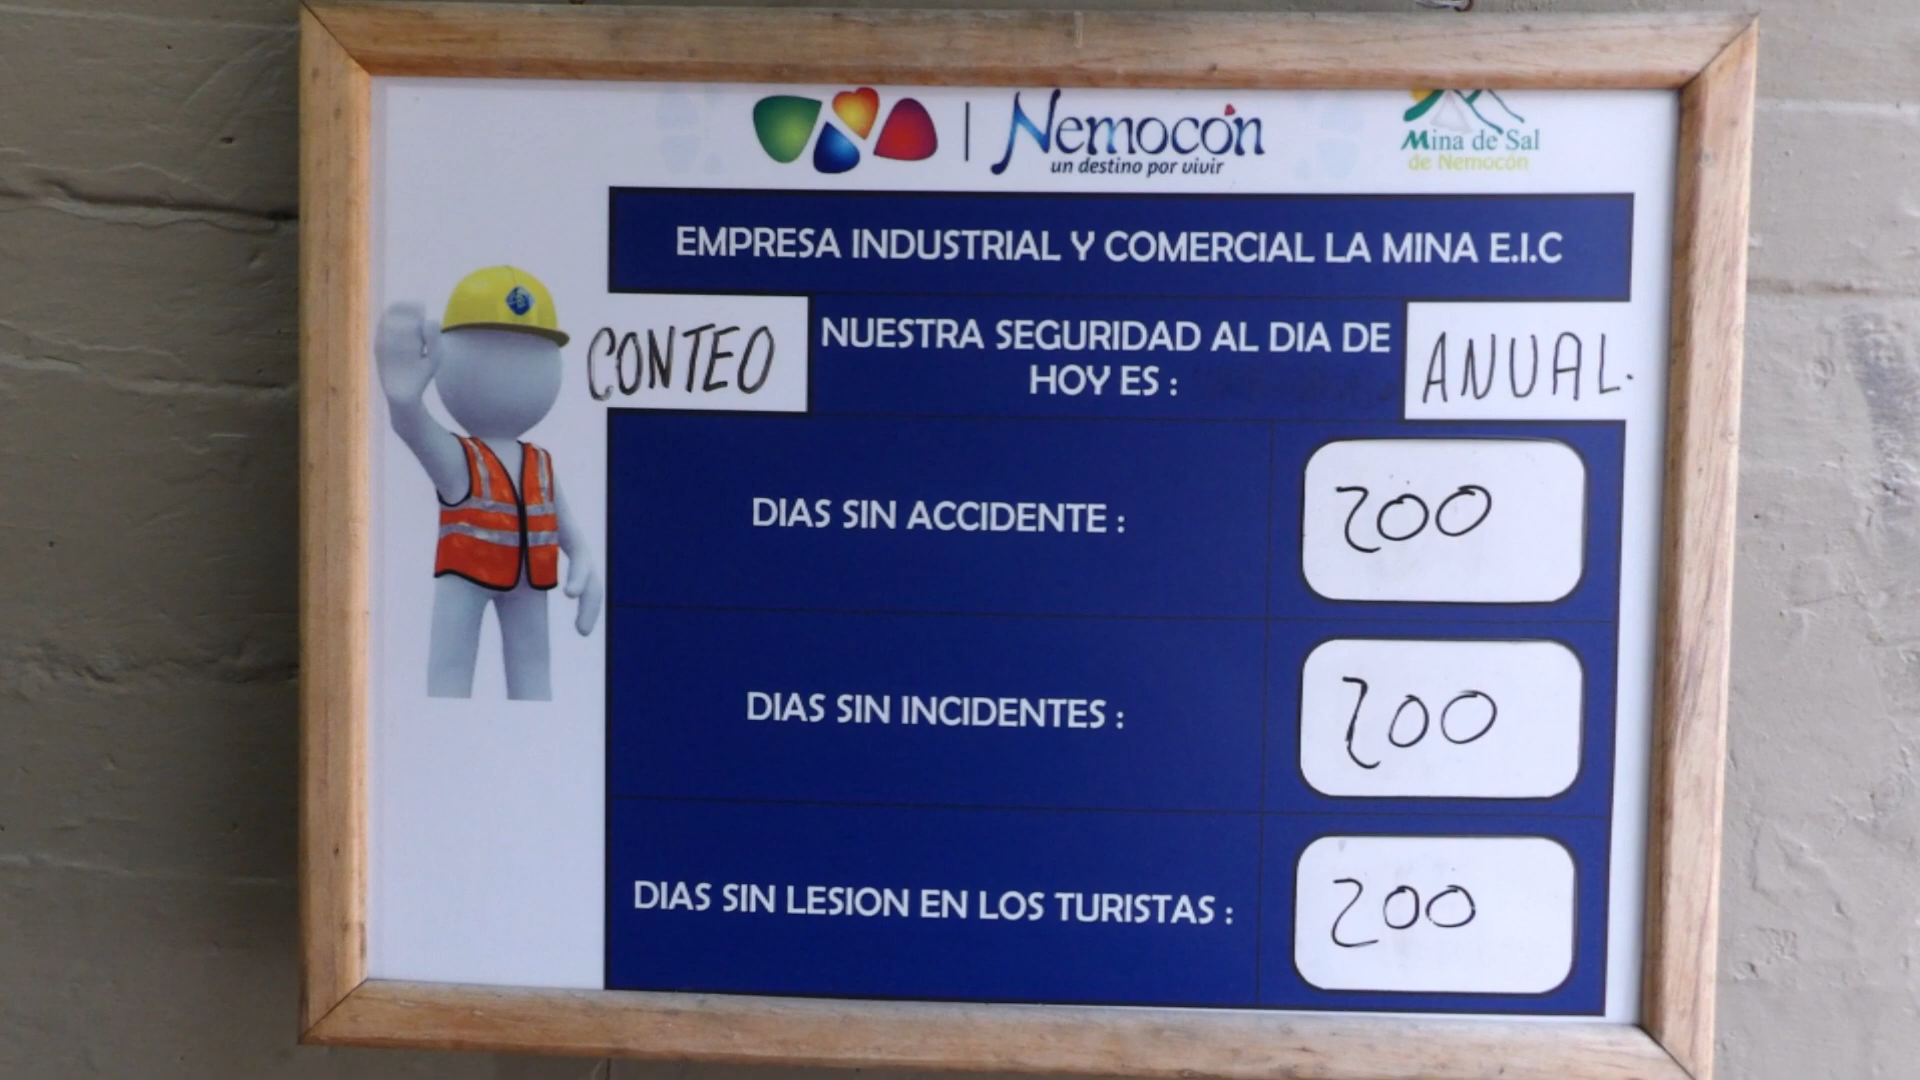 Nemocón
un destino por vivir
Mina de Sal
de Nemocón
EMPRESA INDUSTRIAL Y COMERCIAL LA MINA E.I.C
CONTEO
NUESTRA SEGURIDAD AL DIA DE
HOY ES :
ANUAL.
DIAS SIN ACCIDENTE : 200
DIAS SIN INCIDENTES : 200
DIAS SIN LESION EN LOS TURISTAS : 200